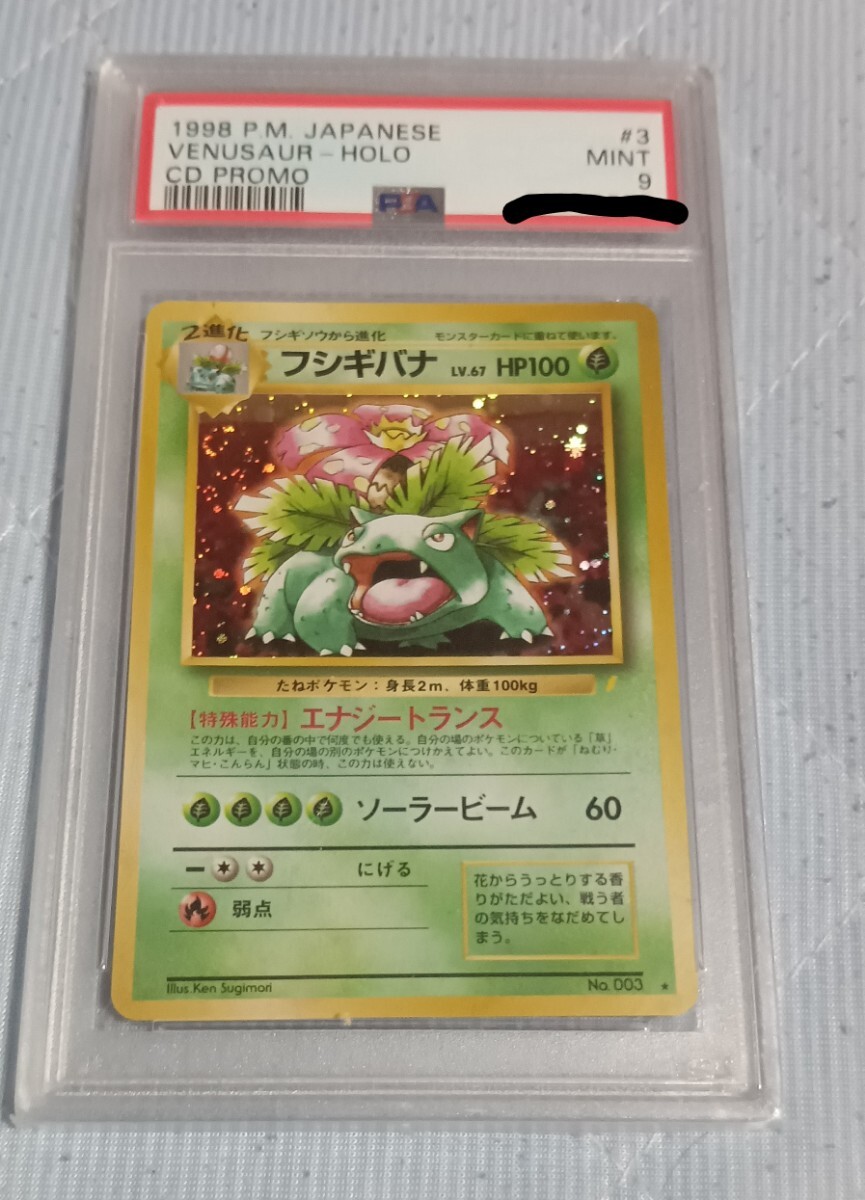 1998 P.M. JAPANESE #3
VENUSAUR - HOLO MINT
CD PROMO 9
PSA
2進化 フシギソウから進化 モンスターカードに重ねて使います。
フシギバナ LV.67 HP100
たねポケモン：身長2m、体重100kg
【特殊能力】エナジートランス
この力は、自分の番の中で何度でも使える。自分の場のポケモンについている「草」
エネルギーを、自分の場の別のポケモンにつけかえてよい。このカードが「ねむり・
マヒ・こんらん」状態の時、この力は使えない。
ソーラービーム 60
にげる
弱点
花からうっとりする香
りがただよい、戦う者
の気持ちをなだめてし
まう。
Illus.Ken Sugimori No.003